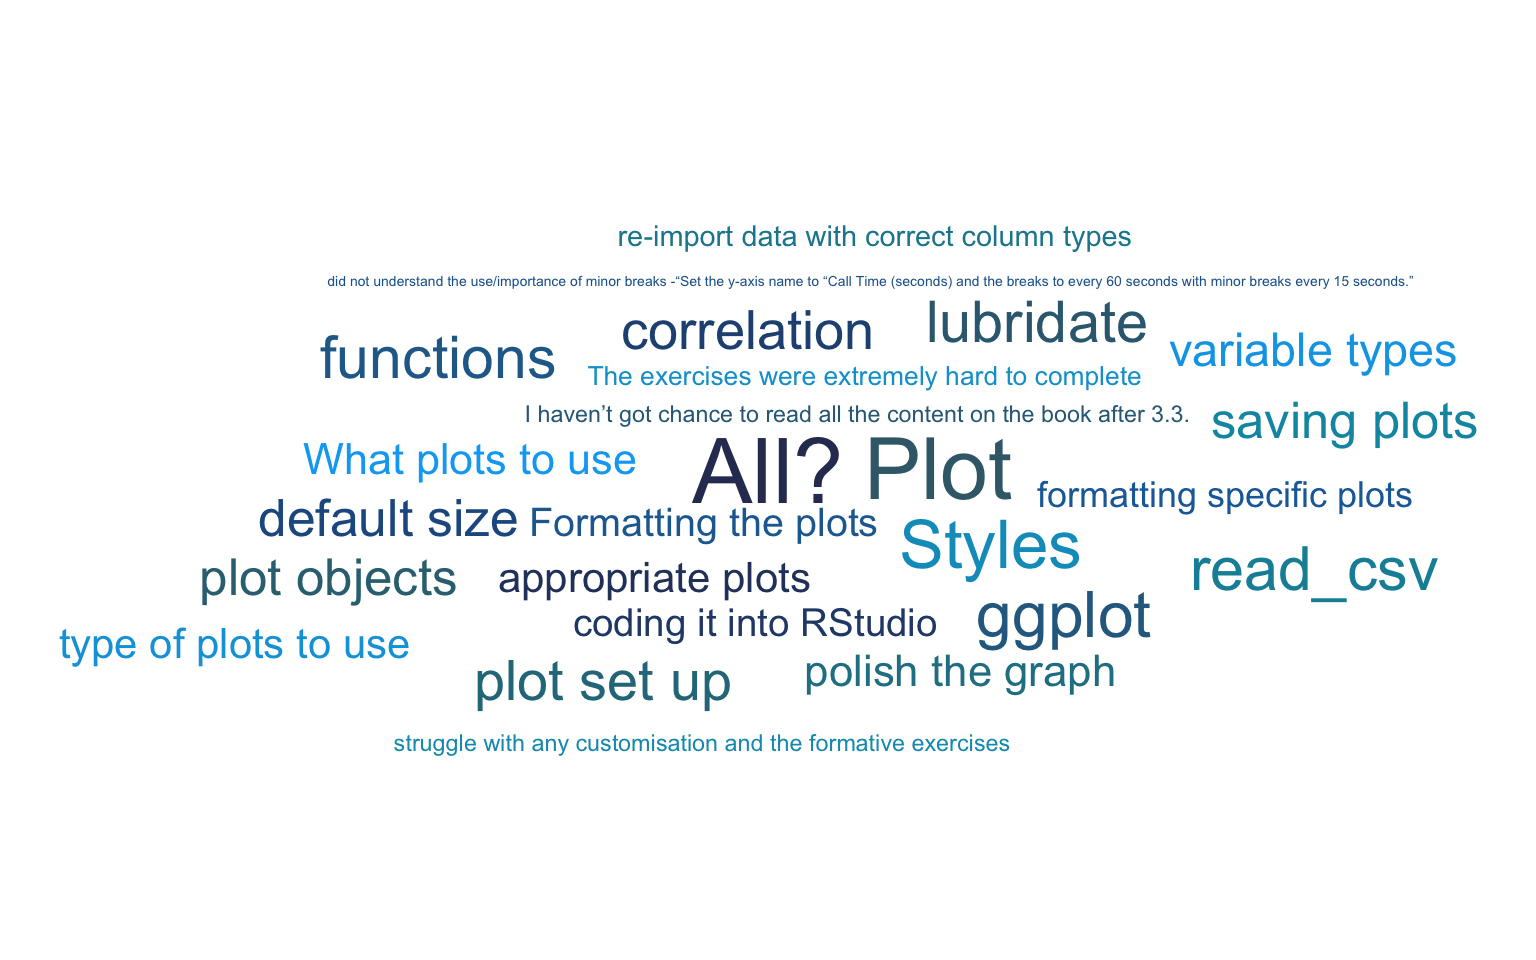 re-import data with correct column types
did not understand the use/importance of minor breaks -“Set the y-axis name to “Call Time (seconds) and the breaks to every 60 seconds with minor breaks every 15 seconds.”
functions
correlation
lubridate
variable types
The exercises were extremely hard to complete
I haven’t got chance to read all the content on the book after 3.3.
saving plots
What plots to use
All?
Plot
formatting specific plots
default size
Formatting the plots
Styles
plot objects
appropriate plots
read_csv
coding it into RStudio
ggplot
type of plots to use
plot set up
polish the graph
struggle with any customisation and the formative exercises